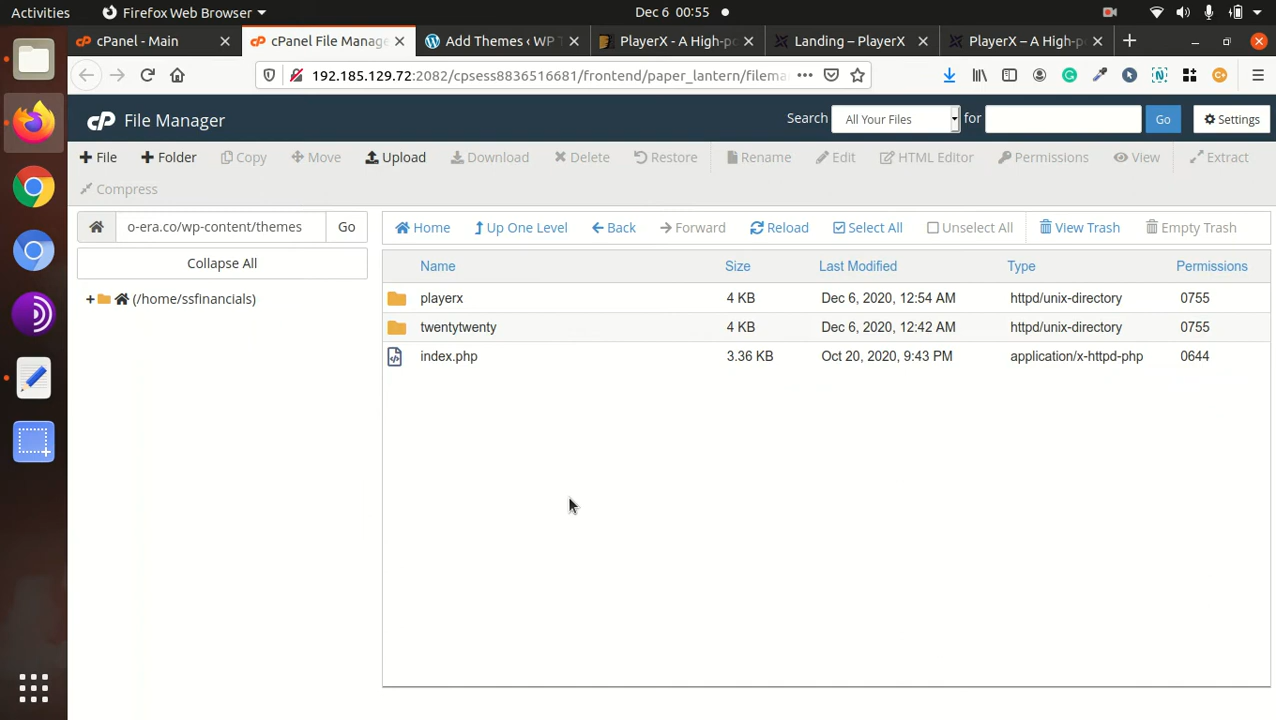 Activities Firefox Web Browser Dec 6 00:55
cPanel - Main cPanel File Manage Add Themes ‹ WP T PlayerX - A High-po Landing – PlayerX PlayerX – A High-po
192.185.129.72:2082/cpsess8836516681/frontend/paper_lantern/filema
cP File Manager Search All Your Files for Go Settings
File Folder Copy Move Upload Download Delete Restore Rename Edit HTML Editor Permissions View Extract
Compress
o-era.co/wp-content/themes Go Home Up One Level Back Forward Reload Select All Unselect All View Trash Empty Trash
Collapse All
Name Size Last Modified Type Permissions
+ (/home/ssfinancials)
playerx 4 KB Dec 6, 2020, 12:54 AM httpd/unix-directory 0755
twentytwenty 4 KB Dec 6, 2020, 12:42 AM httpd/unix-directory 0755
index.php 3.36 KB Oct 20, 2020, 9:43 PM application/x-httpd-php 0644